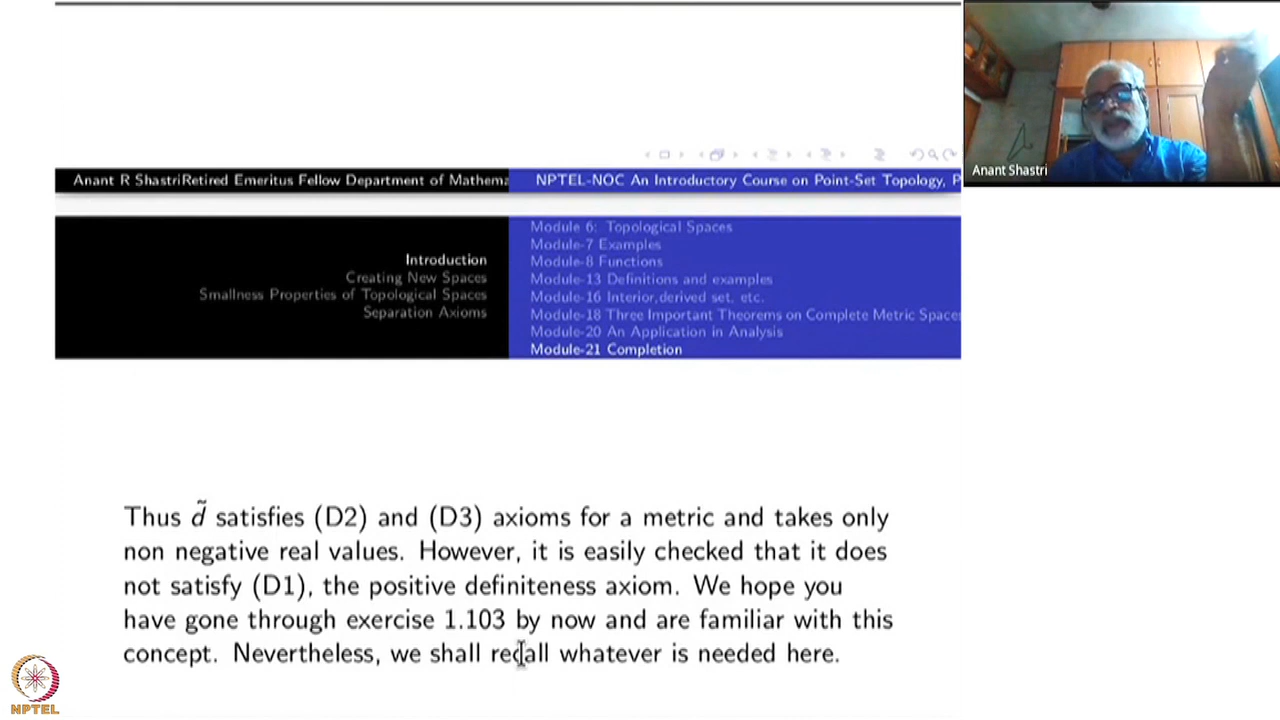 Anant Shastri
Anant R ShastriRetired Emeritus Fellow Department of Mathema
NPTEL-NOC An Introductory Course on Point-Set Topology, P
Introduction
Creating New Spaces
Smallness Properties of Topological Spaces
Separation Axioms
Module 6: Topological Spaces
Module-7 Examples
Module-8 Functions
Module-13 Definitions and examples
Module-16 Interior,derived set, etc.
Module-18 Three Important Theorems on Complete Metric Spaces
Module-20 An Application in Analysis
Module-21 Completion
Thus d̃ satisfies (D2) and (D3) axioms for a metric and takes only
non negative real values. However, it is easily checked that it does
not satisfy (D1), the positive definiteness axiom. We hope you
have gone through exercise 1.103 by now and are familiar with this
concept. Nevertheless, we shall recall whatever is needed here.
NPTEL